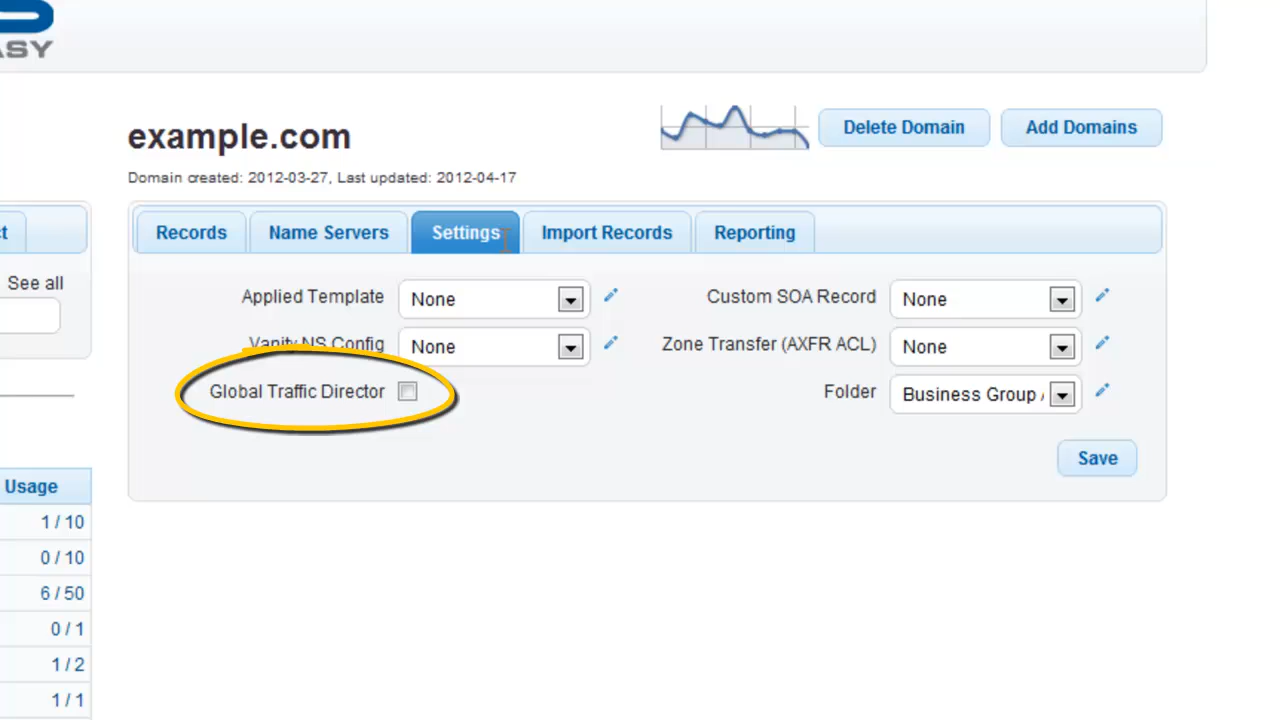 ASY
example.com
Delete Domain
Add Domains
Domain created: 2012-03-27, Last updated: 2012-04-17
Records
Name Servers
Settings
Import Records
Reporting
See all
Applied Template
None
Custom SOA Record
None
Vanity NS Config
None
Zone Transfer (AXFR ACL)
None
Global Traffic Director
Folder
Business Group
Save
Usage
1 / 10
0 / 10
6 / 50
0 / 1
1 / 2
1 / 1